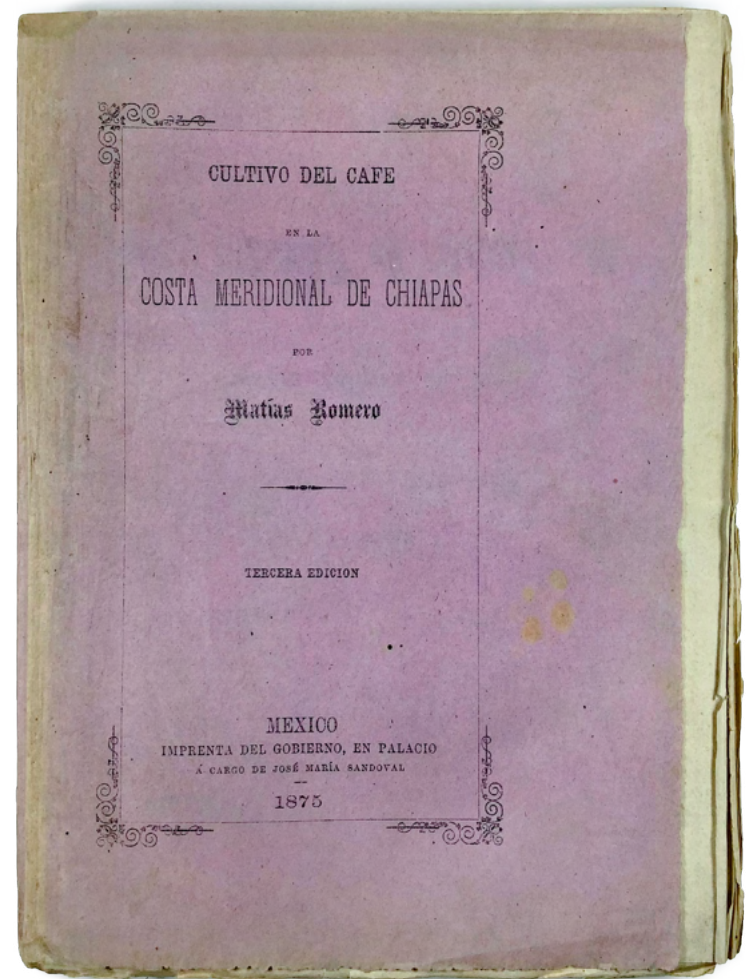 CULTIVO DEL CAFE
EN LA
COSTA MERIDIONAL DE CHIAPAS
POR
Matías Romero
TERCERA EDICION
MEXICO
IMPRENTA DEL GOBIERNO, EN PALACIO
Á CARGO DE JOSÉ MARÍA SANDOVAL
1875